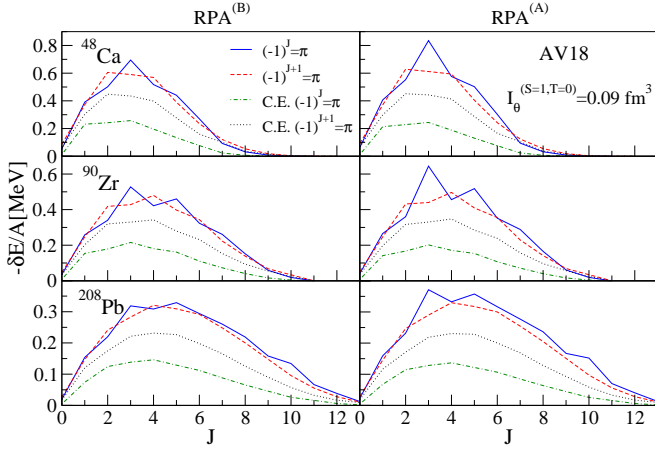 RPA^(B) RPA^(A)
-δE/A[MeV]
0.8
0.6
0.4
0.2
0
^48Ca
(-1)^J=π
(-1)^J+1=π
C.E. (-1)^J=π
C.E. (-1)^J+1=π
AV18
I_θ^(S=1,T=0)=0.09 fm^3
0.6
0.4
0.2
0
^90Zr
0.3
0.2
0.1
0
^208Pb
0 2 4 6 8 10 12 0 2 4 6 8 10 12
J J